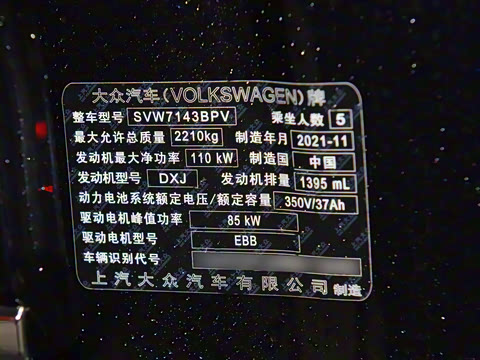 大众汽车(VOLKSWAGEN)牌
整车型号 SVW7143BPV 乘坐人数 5
最大允许总质量 2210kg 制造年月 2021-11
发动机最大净功率 110 kW 制造国 中国
发动机型号 DXJ 发动机排量 1395 mL
动力电池系统额定电压/额定容量 350V/37Ah
驱动电机峰值功率 85 kW
驱动电机型号 EBB
车辆识别代号
上汽大众汽车有限公司 制造